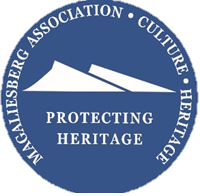 MAGALIESBERG ASSOCIATION • CULTURE • HERITAGE
PROTECTING
HERITAGE